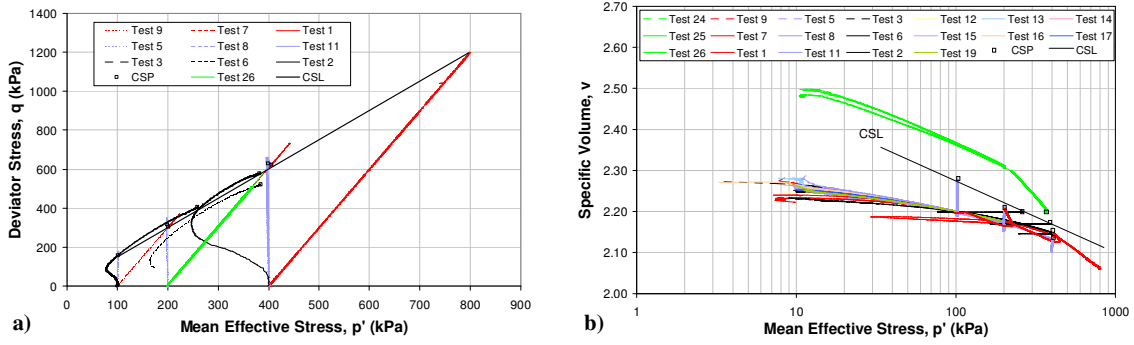 Test 9 Test 7 Test 1
Test 5 Test 8 Test 11
Test 3 Test 6 Test 2
CSP Test 26 CSL
1400
1200
1000
800
600
400
200
0
Deviator Stress, q (kPa)
0 100 200 300 400 500 600 700 800 900
Mean Effective Stress, p' (kPa)
a)
Test 24 Test 9 Test 5 Test 3 Test 12 Test 13 Test 14
Test 25 Test 7 Test 8 Test 6 Test 15 Test 16 Test 17
Test 26 Test 1 Test 11 Test 2 Test 19 CSP CSL
2.70
2.60
2.50
2.40
2.30
2.20
2.10
2.00
Specific Volume, v
CSL
1 10 100 1000
Mean Effective Stress, p' (kPa)
b)